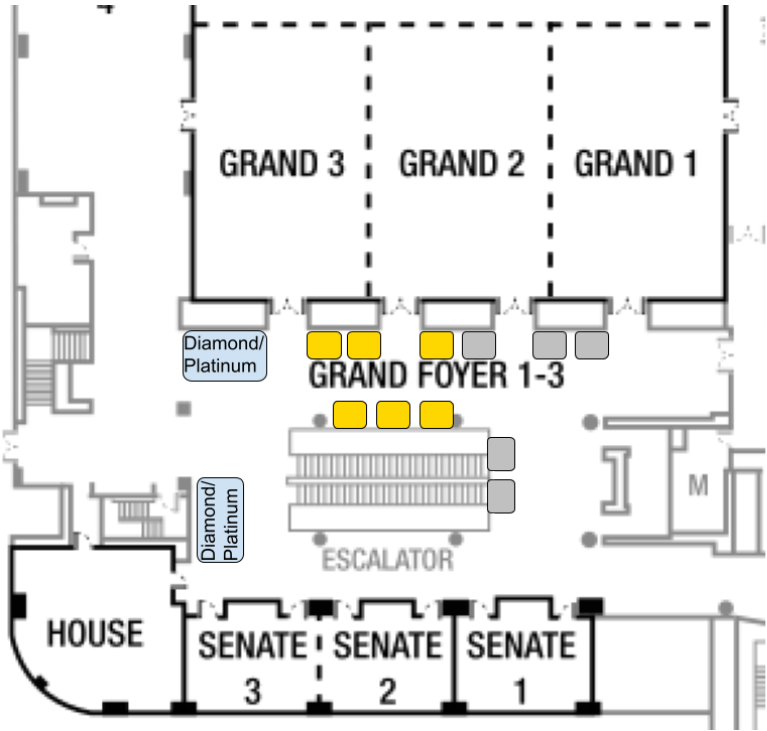 4
GRAND 3
GRAND 2
GRAND 1
Diamond/
Platinum
GRAND FOYER 1-3
M
Diamond/
Platinum
ESCALATOR
HOUSE
SENATE
3
SENATE
2
SENATE
1